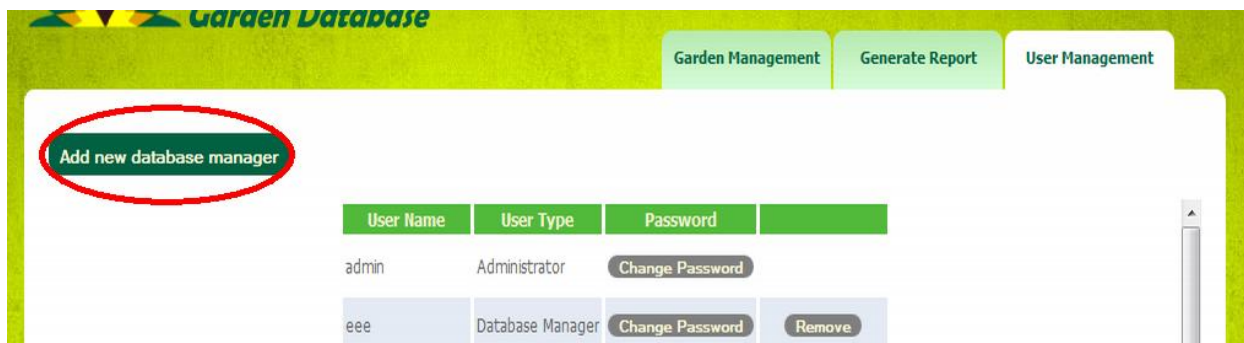 Garden Database
Garden Management Generate Report User Management
Add new database manager
User Name User Type Password
admin Administrator Change Password
eee Database Manager Change Password Remove